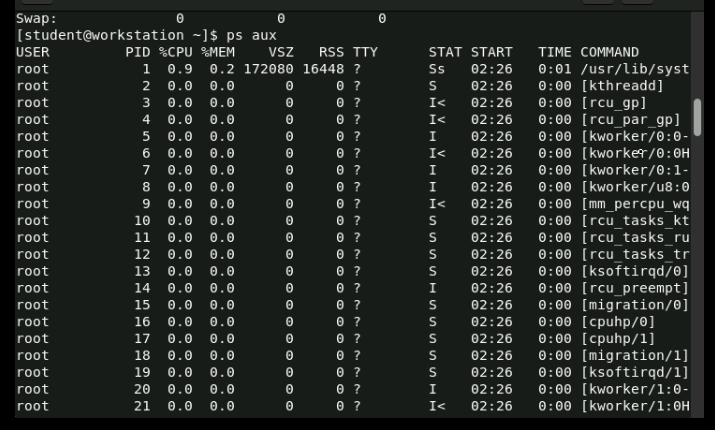 Swap: 0 0 0
[student@workstation ~]$ ps aux
USER PID %CPU %MEM VSZ RSS TTY STAT START TIME COMMAND
root 1 0.9 0.2 172080 16448 ? Ss 02:26 0:01 /usr/lib/syst
root 2 0.0 0.0 0 0 ? S 02:26 0:00 [kthreadd]
root 3 0.0 0.0 0 0 ? I< 02:26 0:00 [rcu_gp]
root 4 0.0 0.0 0 0 ? I< 02:26 0:00 [rcu_par_gp]
root 5 0.0 0.0 0 0 ? I 02:26 0:00 [kworker/0:0-
root 6 0.0 0.0 0 0 ? I< 02:26 0:00 [kworker/0:0H
root 7 0.0 0.0 0 0 ? I 02:26 0:00 [kworker/0:1-
root 8 0.0 0.0 0 0 ? I 02:26 0:00 [kworker/u8:0
root 9 0.0 0.0 0 0 ? I< 02:26 0:00 [mm_percpu_wq
root 10 0.0 0.0 0 0 ? S 02:26 0:00 [rcu_tasks_kt
root 11 0.0 0.0 0 0 ? S 02:26 0:00 [rcu_tasks_ru
root 12 0.0 0.0 0 0 ? S 02:26 0:00 [rcu_tasks_tr
root 13 0.0 0.0 0 0 ? S 02:26 0:00 [ksoftirqd/0]
root 14 0.0 0.0 0 0 ? I 02:26 0:00 [rcu_preempt]
root 15 0.0 0.0 0 0 ? S 02:26 0:00 [migration/0]
root 16 0.0 0.0 0 0 ? S 02:26 0:00 [cpuhp/0]
root 17 0.0 0.0 0 0 ? S 02:26 0:00 [cpuhp/1]
root 18 0.0 0.0 0 0 ? S 02:26 0:00 [migration/1]
root 19 0.0 0.0 0 0 ? S 02:26 0:00 [ksoftirqd/1]
root 20 0.0 0.0 0 0 ? I 02:26 0:00 [kworker/1:0-
root 21 0.0 0.0 0 0 ? I< 02:26 0:00 [kworker/1:0H